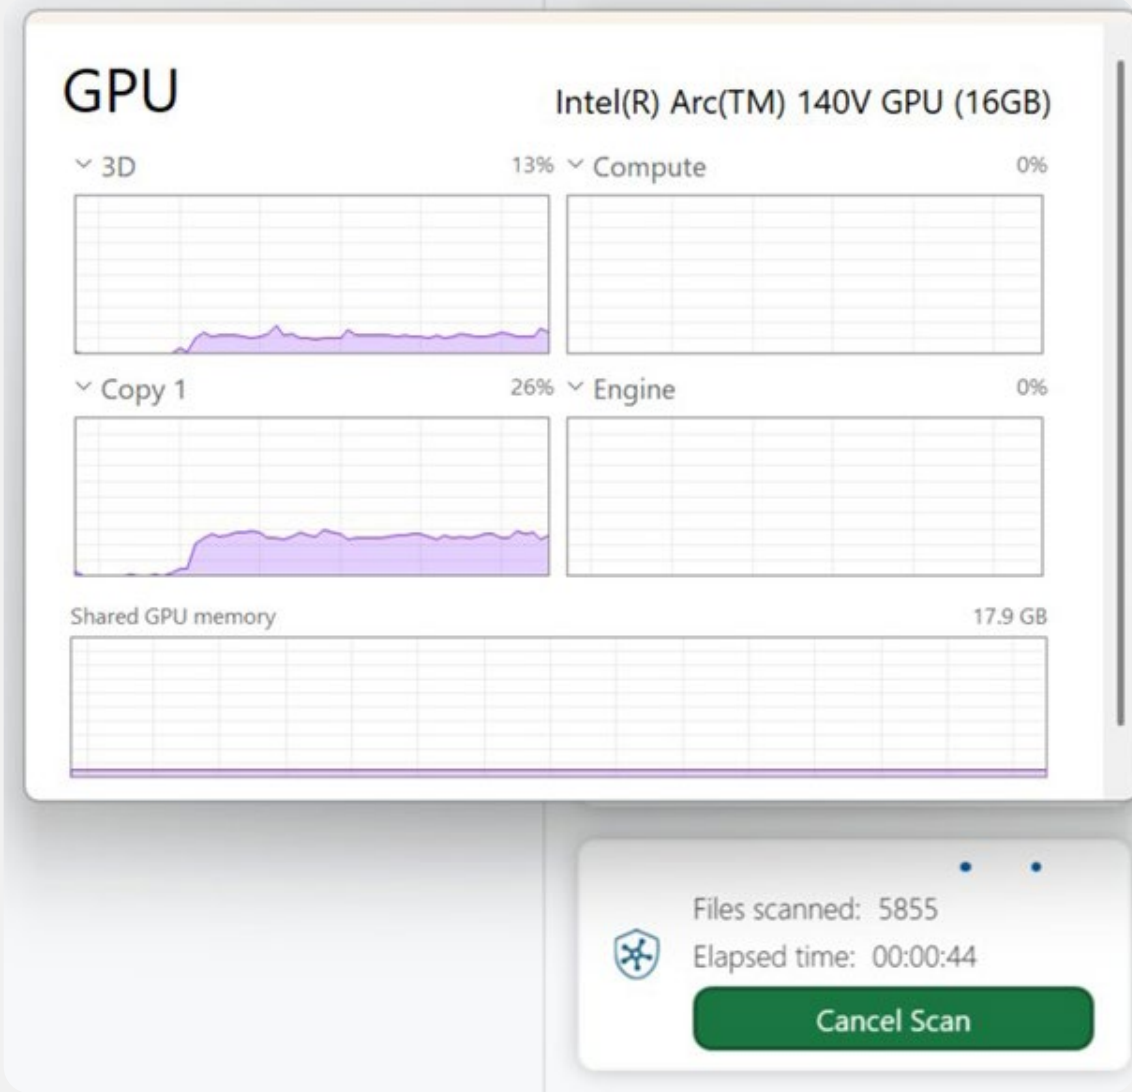 GPU
Intel(R) Arc(TM) 140V GPU (16GB)
3D 13%
Compute 0%
Copy 1 26%
Engine 0%
Shared GPU memory 17.9 GB
Files scanned: 5855
Elapsed time: 00:00:44
Cancel Scan